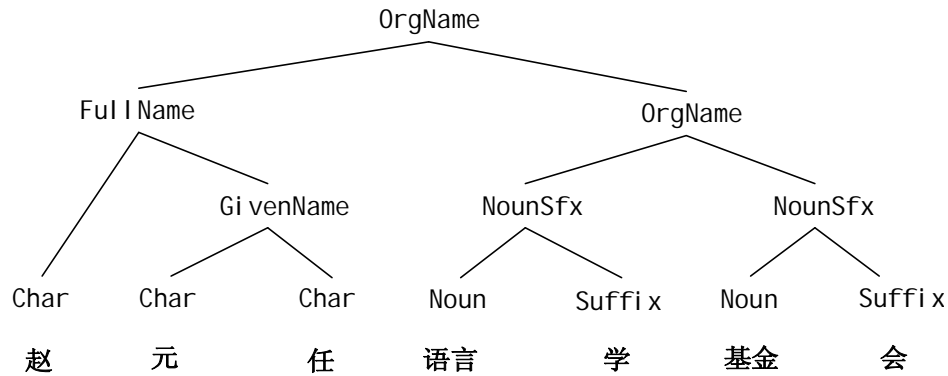 OrgName
FullName OrgName
GivenName NounSfx NounSfx
Char Char Char Noun Suffix Noun Suffix
赵 元 任 语言 学 基金 会